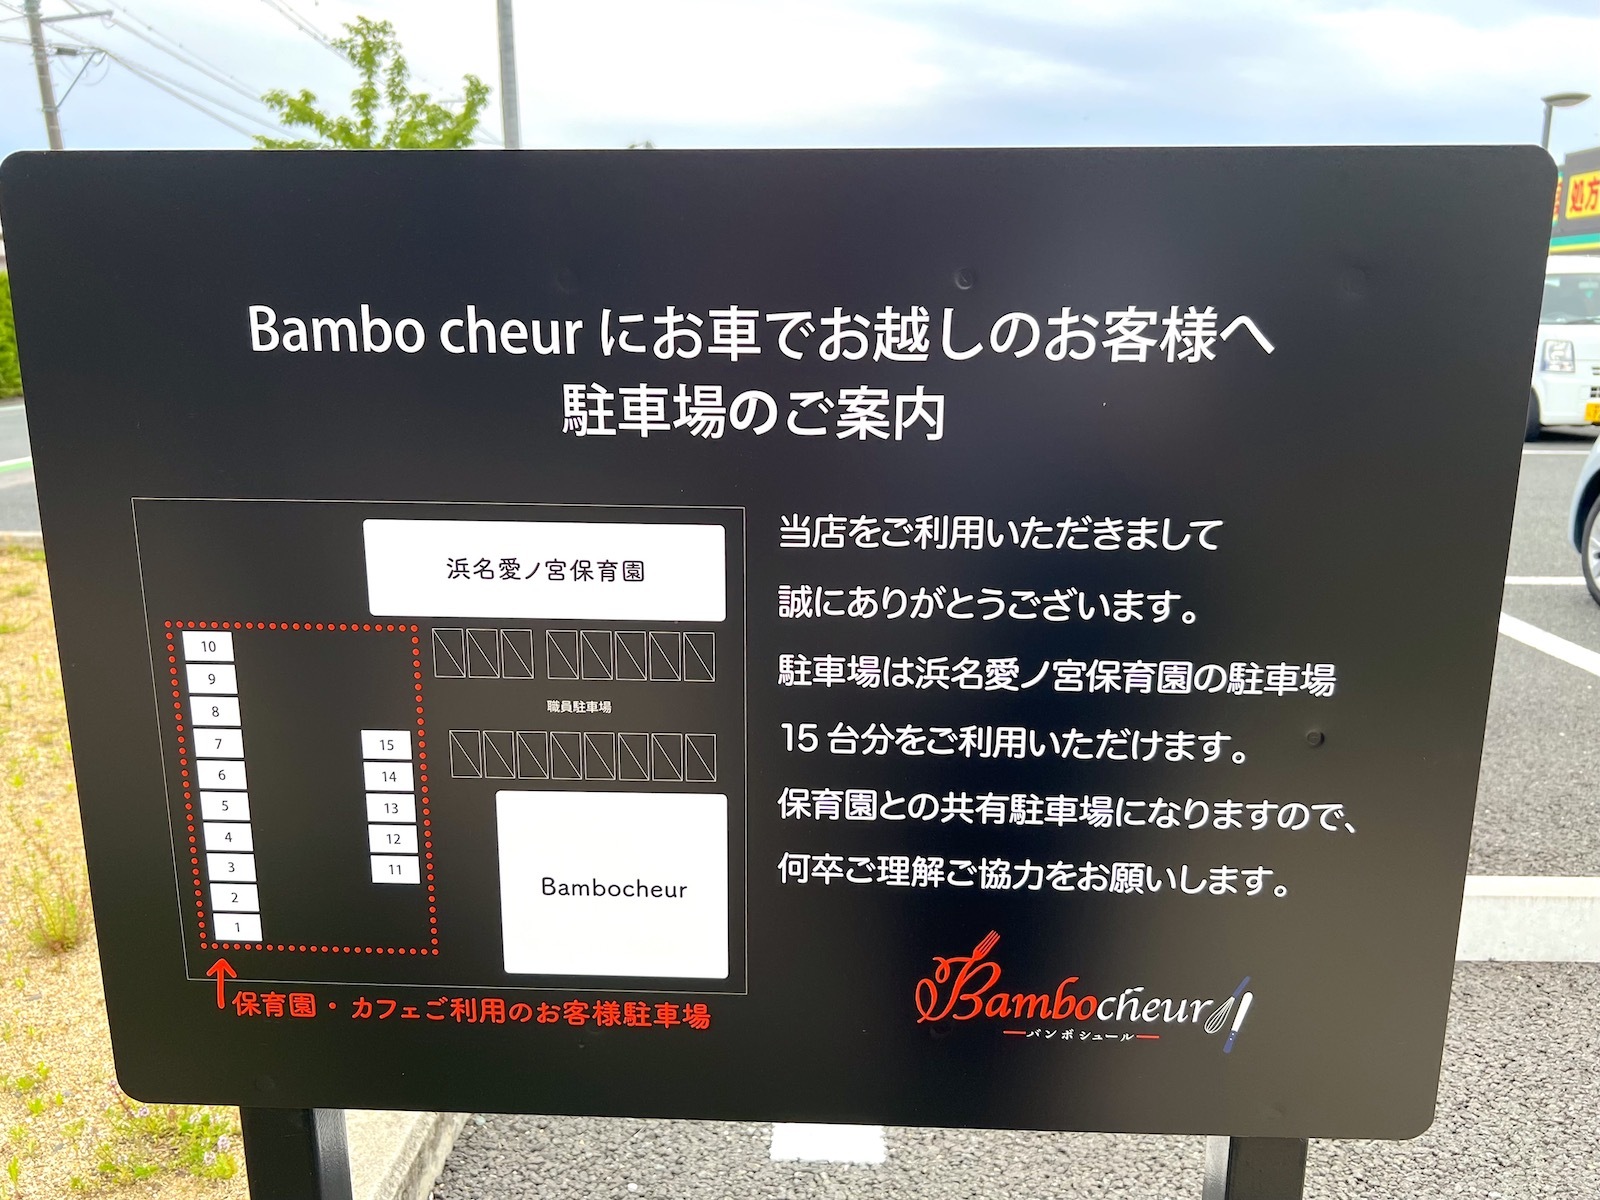 処方
Bambo cheur にお車でお越しのお客様へ
駐車場のご案内
浜名愛ノ宮保育園
10
9
8
7
6
5
4
3
2
1
15
14
13
12
11
職員駐車場
Bambocheur
保育園・カフェご利用のお客様駐車場
当店をご利用いただきまして
誠にありがとうございます。
駐車場は浜名愛ノ宮保育園の駐車場
15 台分をご利用いただけます。
保育園との共有駐車場になりますので、
何卒ご理解ご協力をお願いします。
Bambocheur
バンボシュール